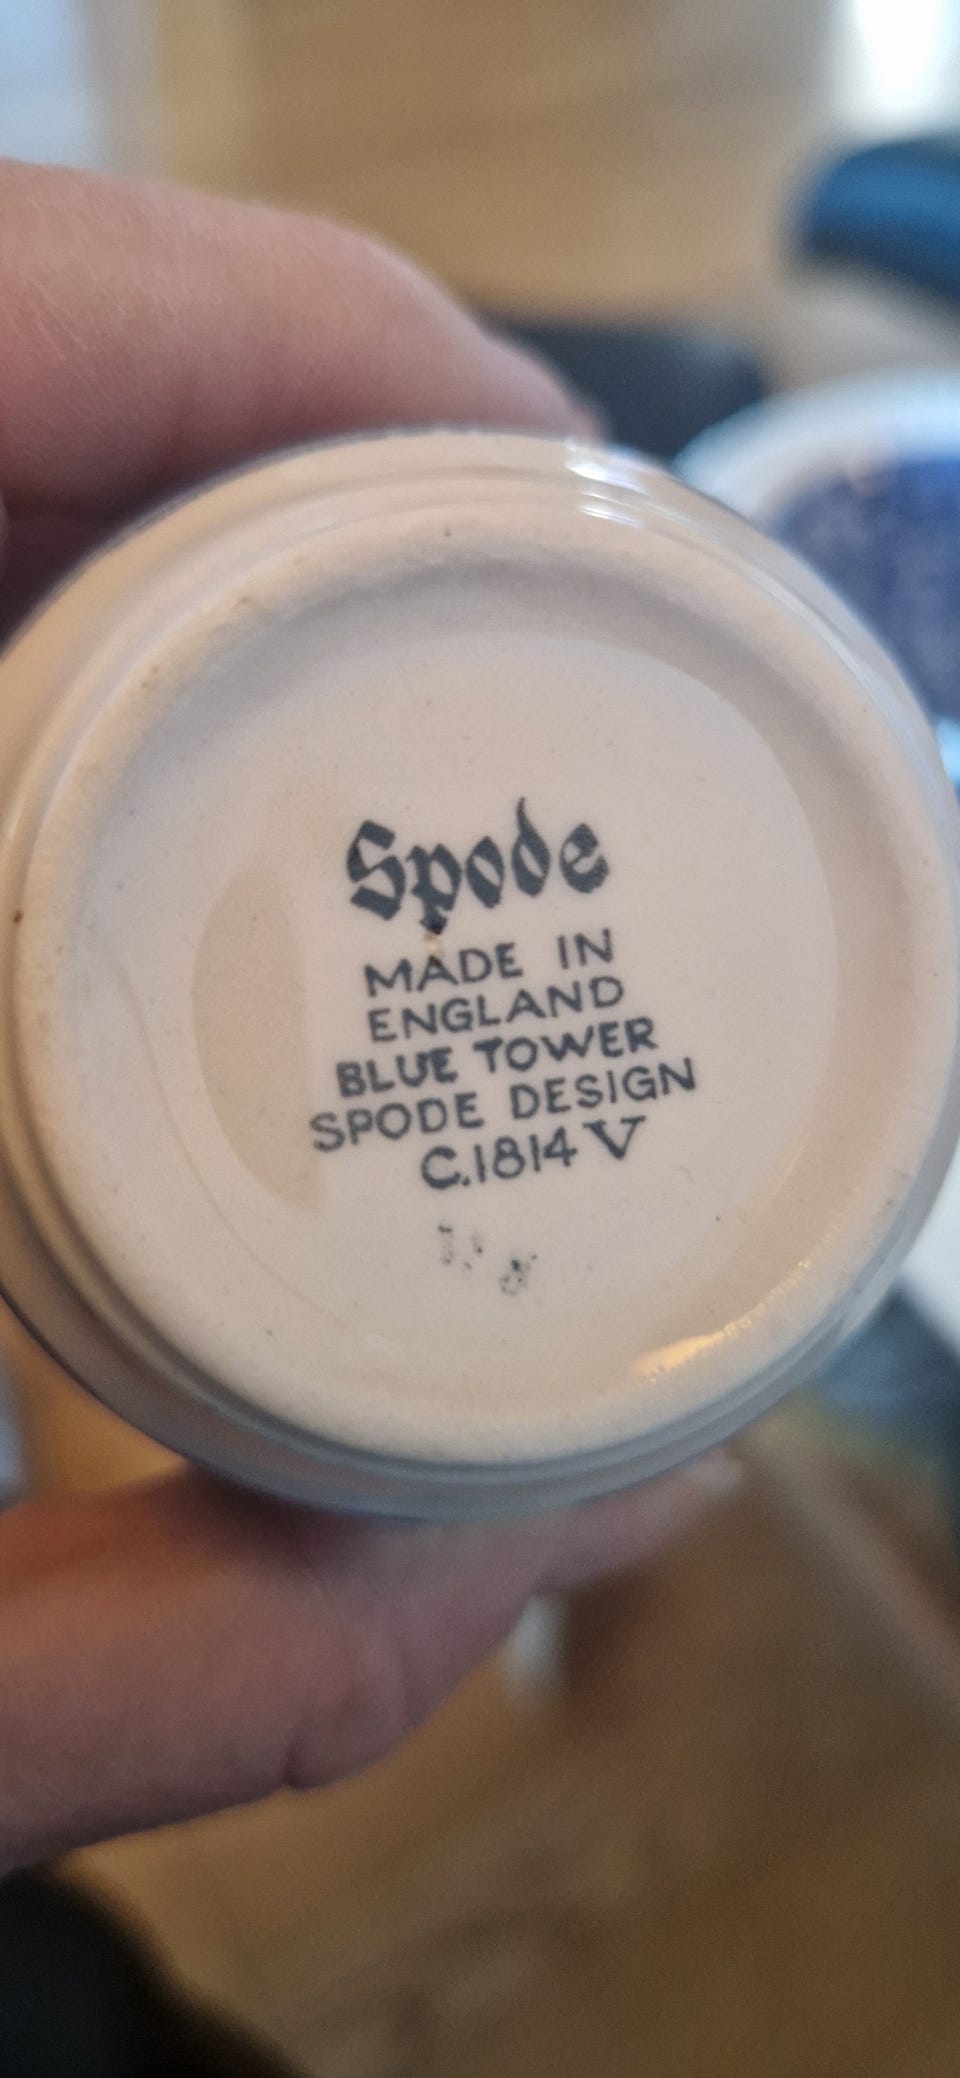 Spode
MADE IN
ENGLAND
BLUE TOWER
SPODE DESIGN
C.1814 V